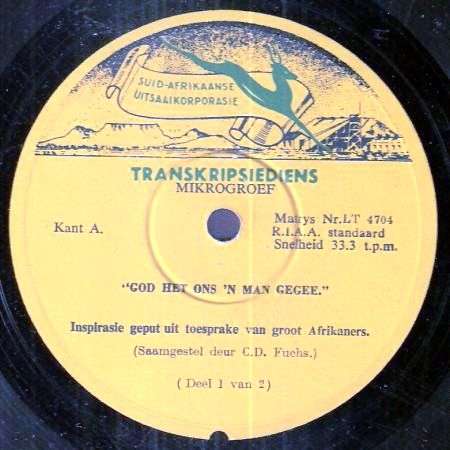 SUID-AFRIKAANSE
UITSAAIKORPORASIE
TRANSKRIPSIEDIENS
MIKROGROEF
Kant A.
Matrys Nr. LT 4704
R.I.A.A. standaard
Snelheid 33.3 t.p.m.
"GOD HET ONS 'N MAN GEGEE."
Inspirasie geput uit toesprake van groot Afrikaners.
(Saamgestel deur C.D. Fuchs.)
(Deel 1 van 2)